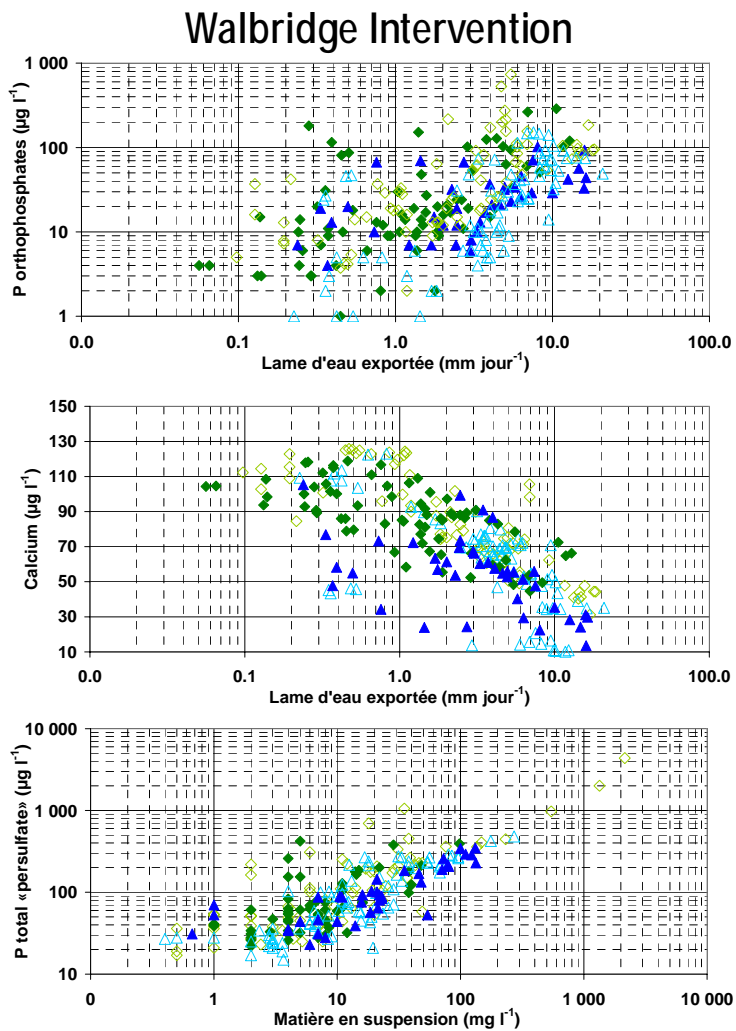 Walbridge Intervention
P orthophosphates (µg l⁻¹)
1 000
100
10
1
0.0 0.1 1.0 10.0 100.0
Lame d'eau exportée (mm jour⁻¹)
Calcium (µg l⁻¹)
150
130
110
90
70
50
30
10
0.0 0.1 1.0 10.0 100.0
Lame d'eau exportée (mm jour⁻¹)
P total «persulfate» (µg l⁻¹)
10 000
1 000
100
10
0 1 10 100 1 000 10 000
Matière en suspension (mg l⁻¹)